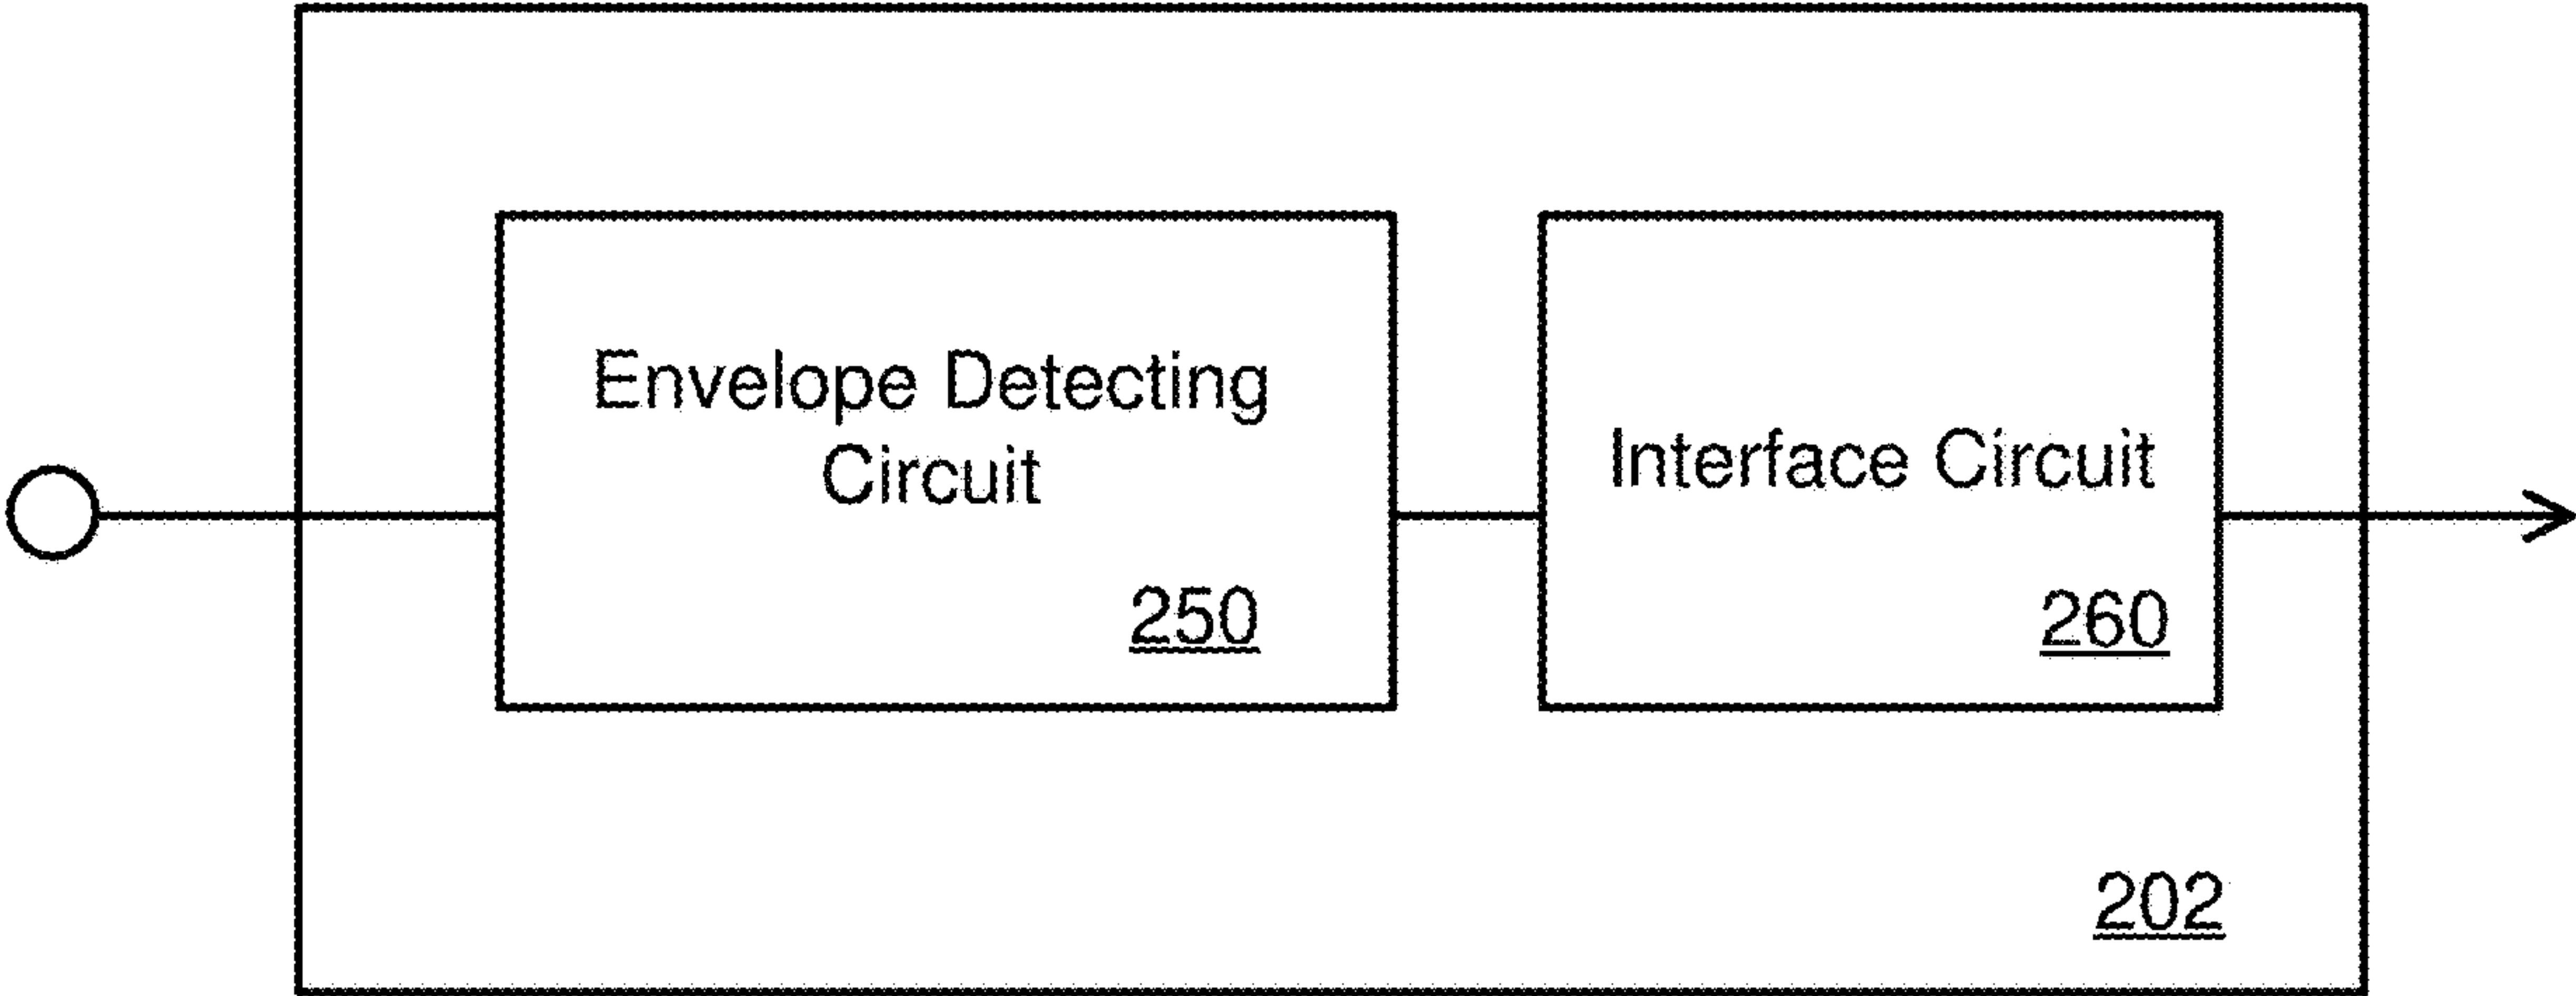 Envelope Detecting
Circuit
250
Interface Circuit
260
202